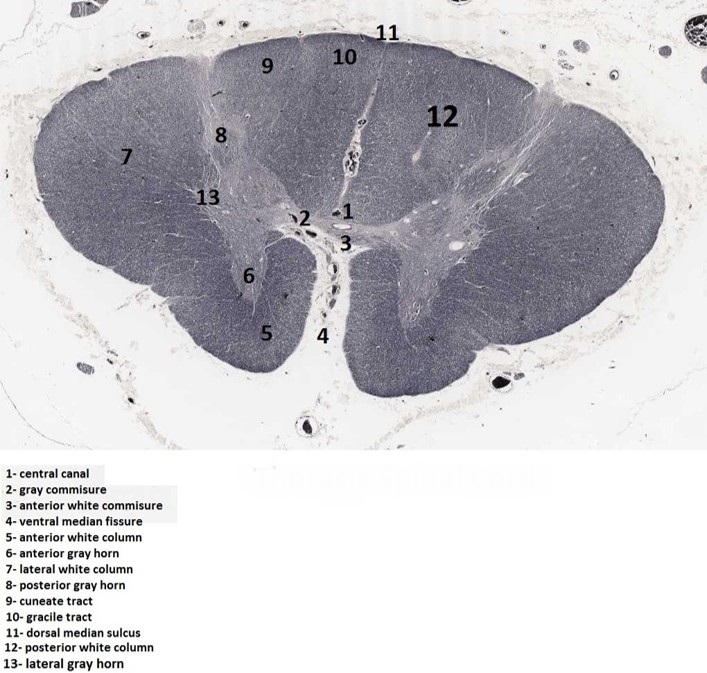 11
9
10
12
8
7
13
2
1
3
6
5
4
1- central canal
2- gray commisure
3- anterior white commisure
4- ventral median fissure
5- anterior white column
6- anterior gray horn
7- lateral white column
8- posterior gray horn
9- cuneate tract
10- gracile tract
11- dorsal median sulcus
12- posterior white column
13- lateral gray horn